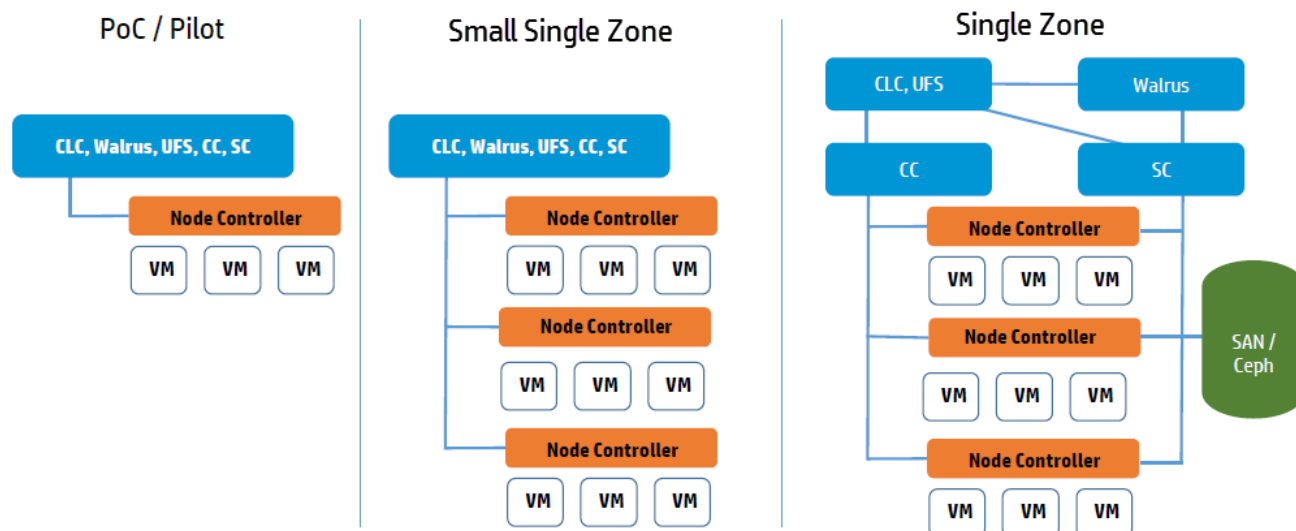 PoC / Pilot
CLC, Walrus, UFS, CC, SC
Node Controller
VM VM VM
Small Single Zone
CLC, Walrus, UFS, CC, SC
Node Controller
VM VM VM
Node Controller
VM VM VM
Node Controller
VM VM VM
Single Zone
CLC, UFS
Walrus
CC
SC
Node Controller
VM VM VM
Node Controller
VM VM VM
Node Controller
VM VM VM
SAN /
Ceph